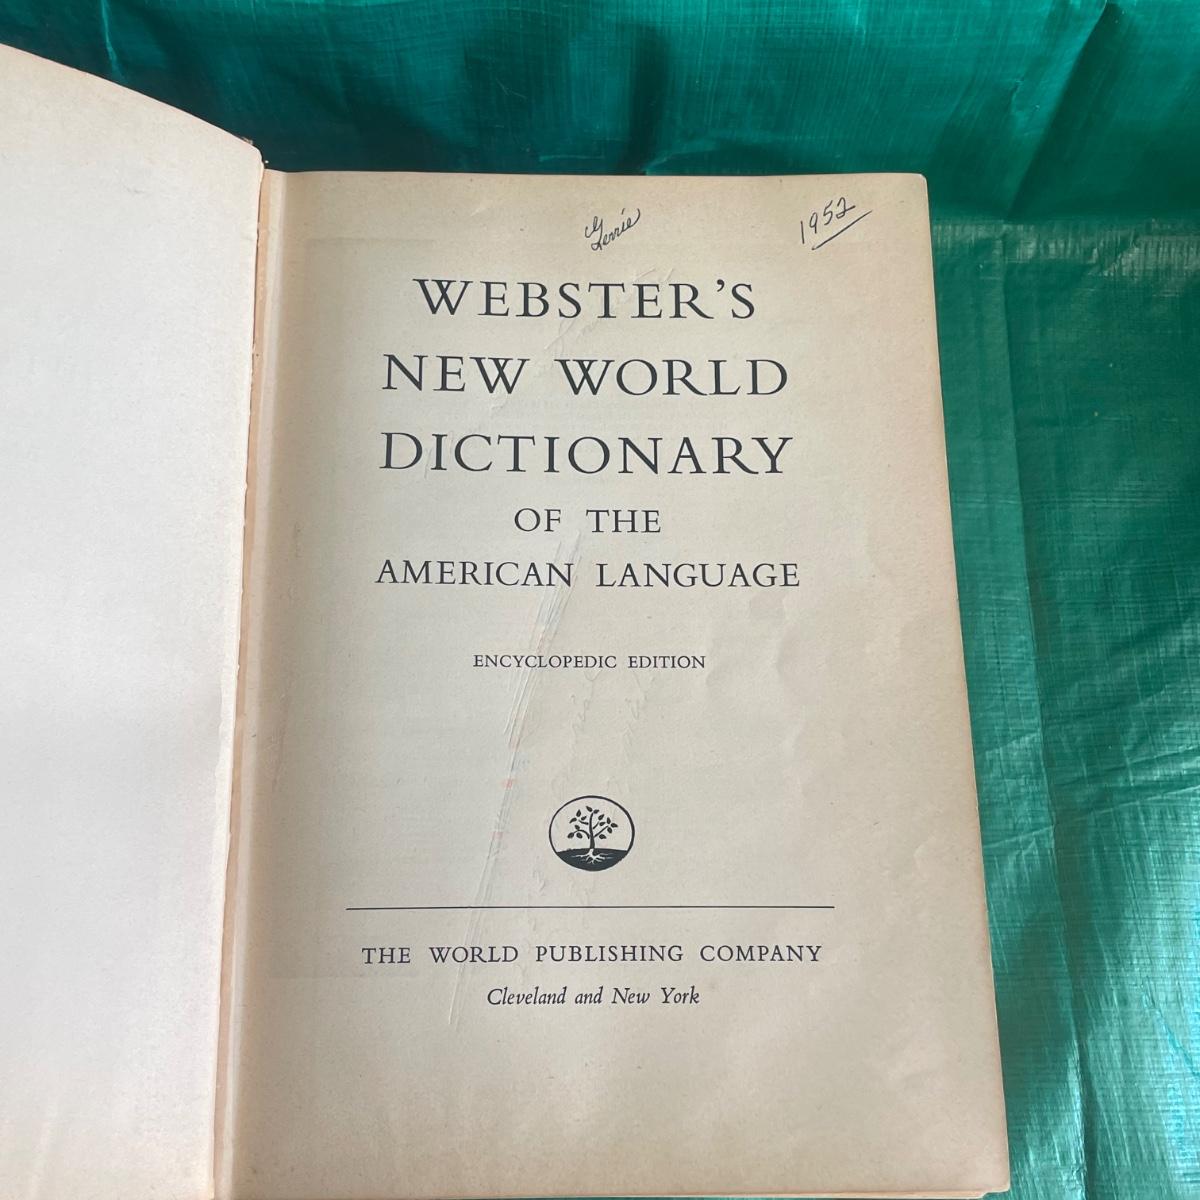 Gerrie
1952
WEBSTER'S
NEW WORLD
DICTIONARY
OF THE
AMERICAN LANGUAGE
ENCYCLOPEDIC EDITION
THE WORLD PUBLISHING COMPANY
Cleveland and New York